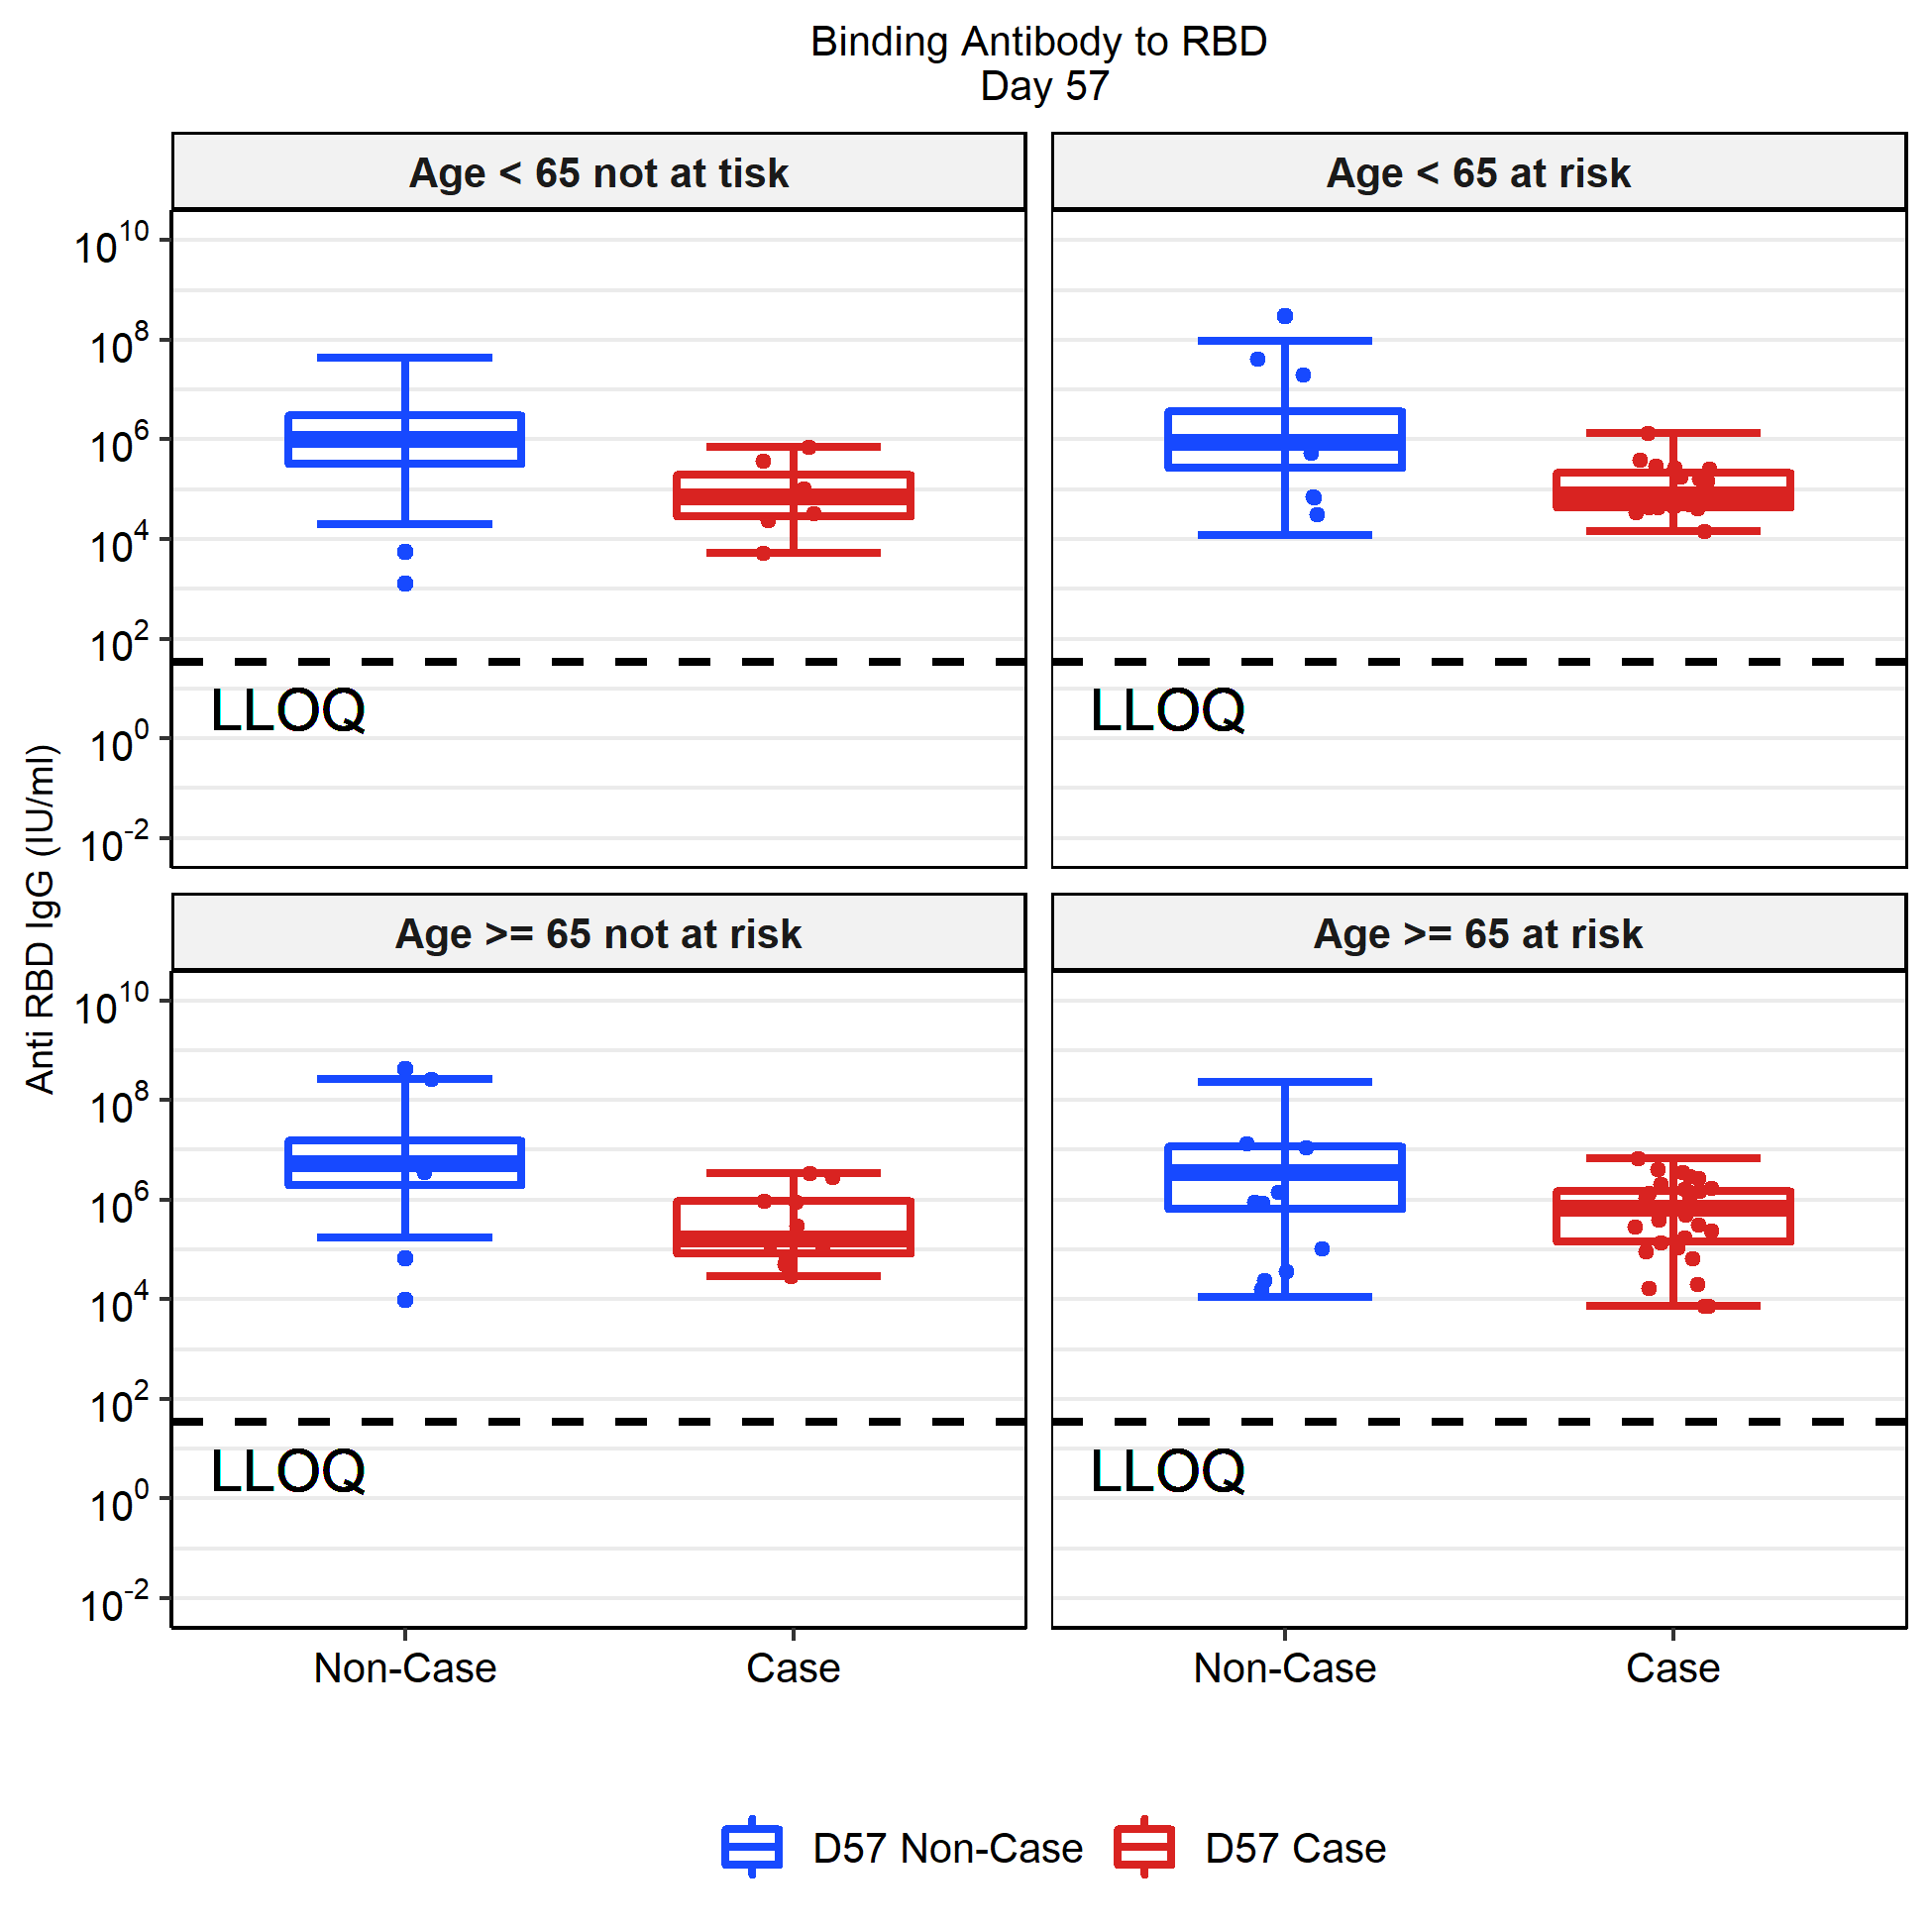 Binding Antibody to RBD
Day 57
Age < 65 not at tisk
Age < 65 at risk
10^10
10^8
10^6
10^4
10^2
10^0
10^-2
LLOQ
LLOQ
Anti RBD IgG (IU/ml)
Age >= 65 not at risk
Age >= 65 at risk
10^10
10^8
10^6
10^4
10^2
10^0
10^-2
LLOQ
LLOQ
Non-Case
Case
Non-Case
Case
D57 Non-Case
D57 Case